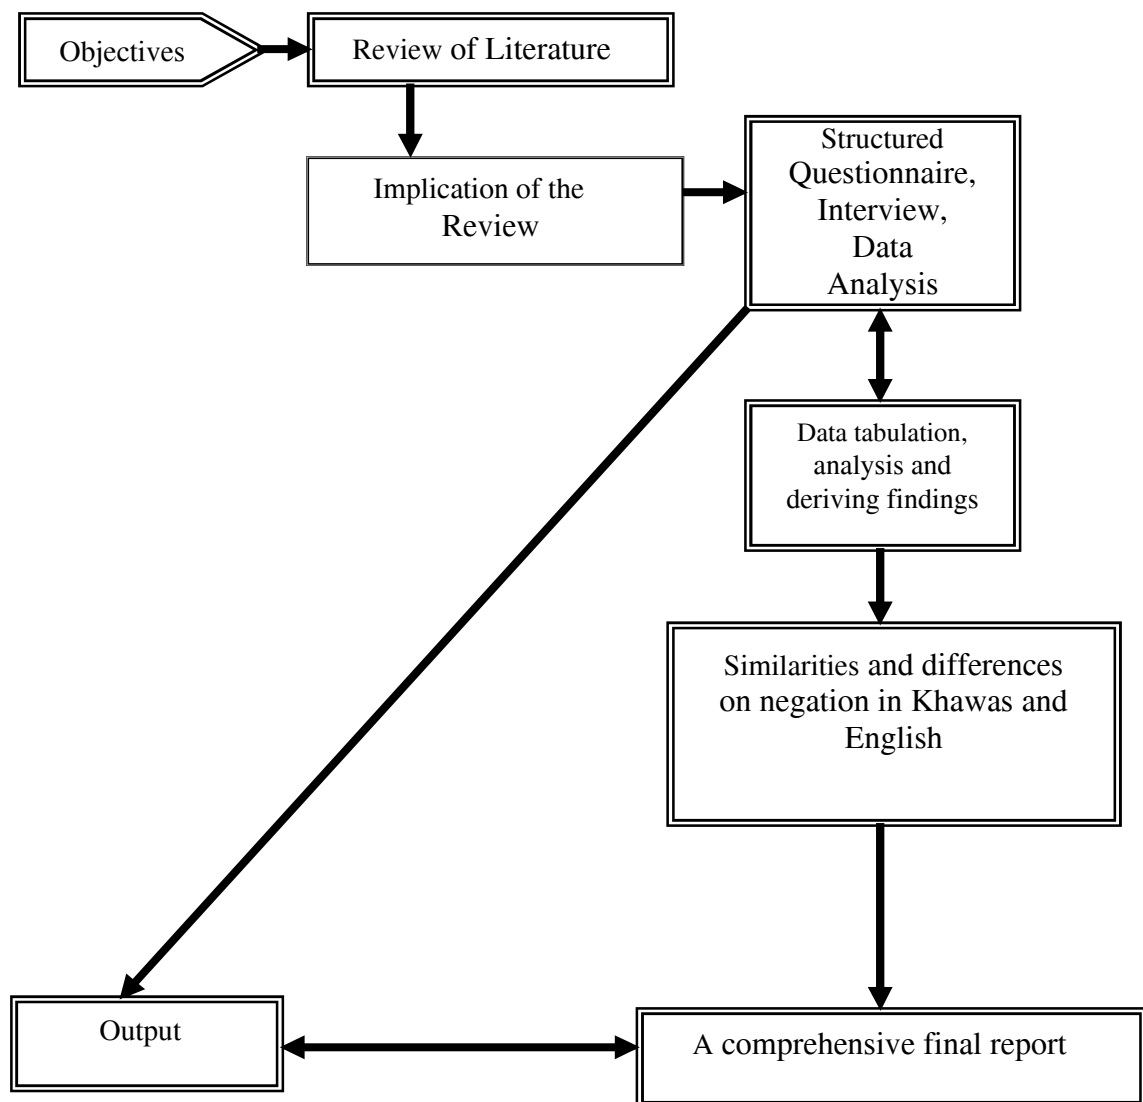 Objectives
Review of Literature
Implication of the
Review
Structured
Questionnaire,
Interview,
Data
Analysis
Data tabulation,
analysis and
deriving findings
Similarities and differences
on negation in Khawas and
English
Output
A comprehensive final report